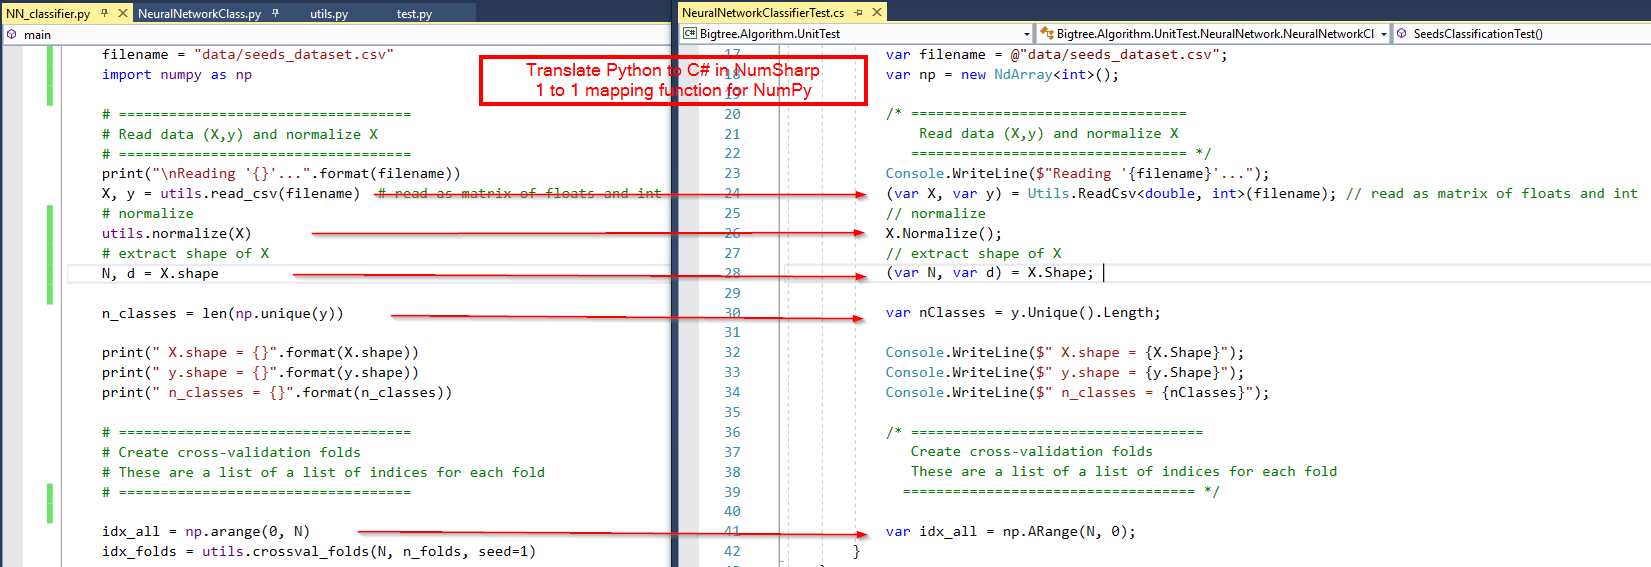 NN_classifier.py
NeuralNetworkClass.py
utils.py
test.py
main
filename = "data/seeds_dataset.csv"
import numpy as np
# ===================================
# Read data (X,y) and normalize X
# ===================================
print("\nReading '{}'...".format(filename))
X, y = utils.read_csv(filename)  # read as matrix of floats and int
# normalize
utils.normalize(X)
# extract shape of X
N, d = X.shape
n_classes = len(np.unique(y))
print(" X.shape = {}".format(X.shape))
print(" y.shape = {}".format(y.shape))
print(" n_classes = {}".format(n_classes))
# ===================================
# Create cross-validation folds
# These are a list of a list of indices for each fold
# ===================================
idx_all = np.arange(0, N)
idx_folds = utils.crossval_folds(N, n_folds, seed=1)
Translate Python to C# in NumSharp
1 to 1 mapping function for NumPy
NeuralNetworkClassifierTest.cs
C# Bigtree.Algorithm.UnitTest
Bigtree.Algorithm.UnitTest.NeuralNetwork.NeuralNetworkCl
SeedsClassificationTest()
17 var filename = @"data/seeds_dataset.csv";
18 var np = new NdArray<int>();
19
20 /* =================================
21 Read data (X,y) and normalize X
22 ================================= */
23 Console.WriteLine($"Reading '{filename}'...");
24 (var X, var y) = Utils.ReadCsv<double, int>(filename); // read as matrix of floats and int
25 // normalize
26 X.Normalize();
27 // extract shape of X
28 (var N, var d) = X.Shape;
29
30 var nClasses = y.Unique().Length;
31
32 Console.WriteLine($" X.shape = {X.Shape}");
33 Console.WriteLine($" y.shape = {y.Shape}");
34 Console.WriteLine($" n_classes = {nClasses}");
35
36 /* ===================================
37 Create cross-validation folds
38 These are a list of a list of indices for each fold
39 =================================== */
40
41 var idx_all = np.ARange(N, 0);
42 }